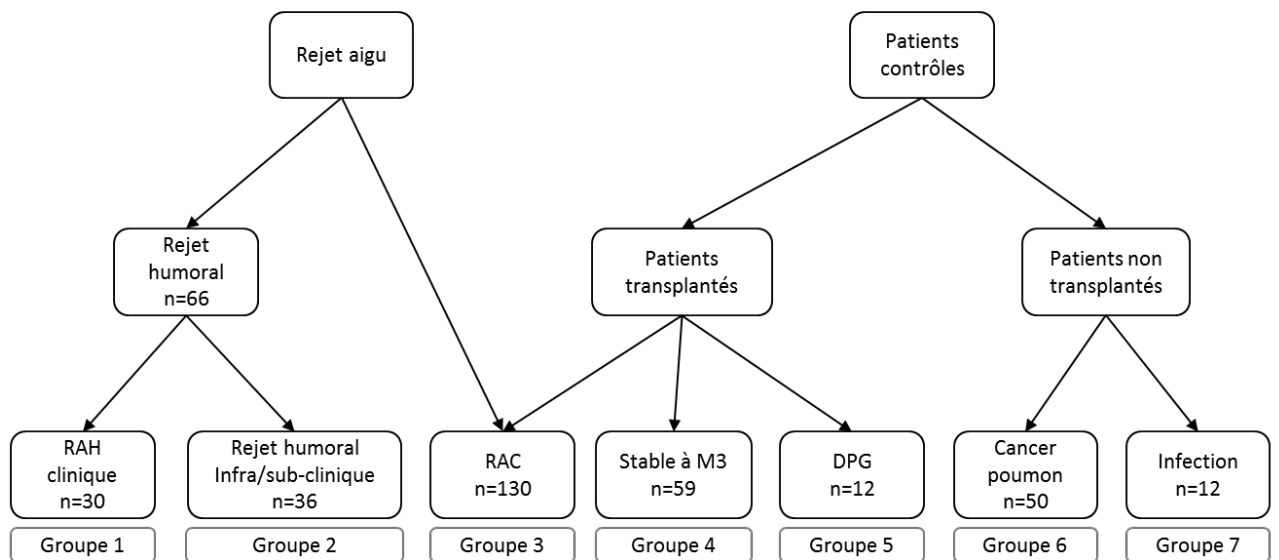 Rejet aigu
Patients
contrôles
Rejet
humoral
n=66
Patients
transplantés
Patients non
transplantés
RAH
clinique
n=30
Rejet humoral
Infra/sub-clinique
n=36
RAC
n=130
Stable à M3
n=59
DPG
n=12
Cancer
poumon
n=50
Infection
n=12
Groupe 1
Groupe 2
Groupe 3
Groupe 4
Groupe 5
Groupe 6
Groupe 7